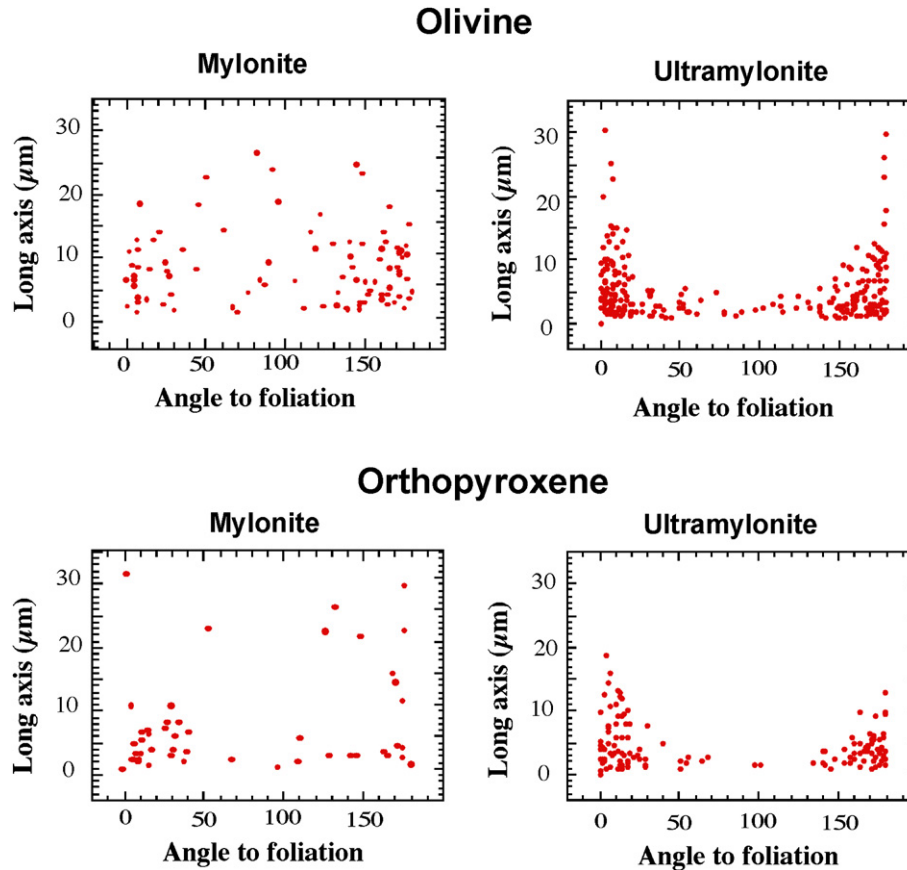 Olivine
Mylonite
Ultramylonite
Long axis (µm)
30
20
10
0
0 50 100 150
Angle to foliation
Long axis (µm)
30
20
10
0
0 50 100 150
Angle to foliation
Orthopyroxene
Mylonite
Ultramylonite
Long axis (µm)
30
20
10
0
0 50 100 150
Angle to foliation
Long axis (µm)
30
20
10
0
0 50 100 150
Angle to foliation